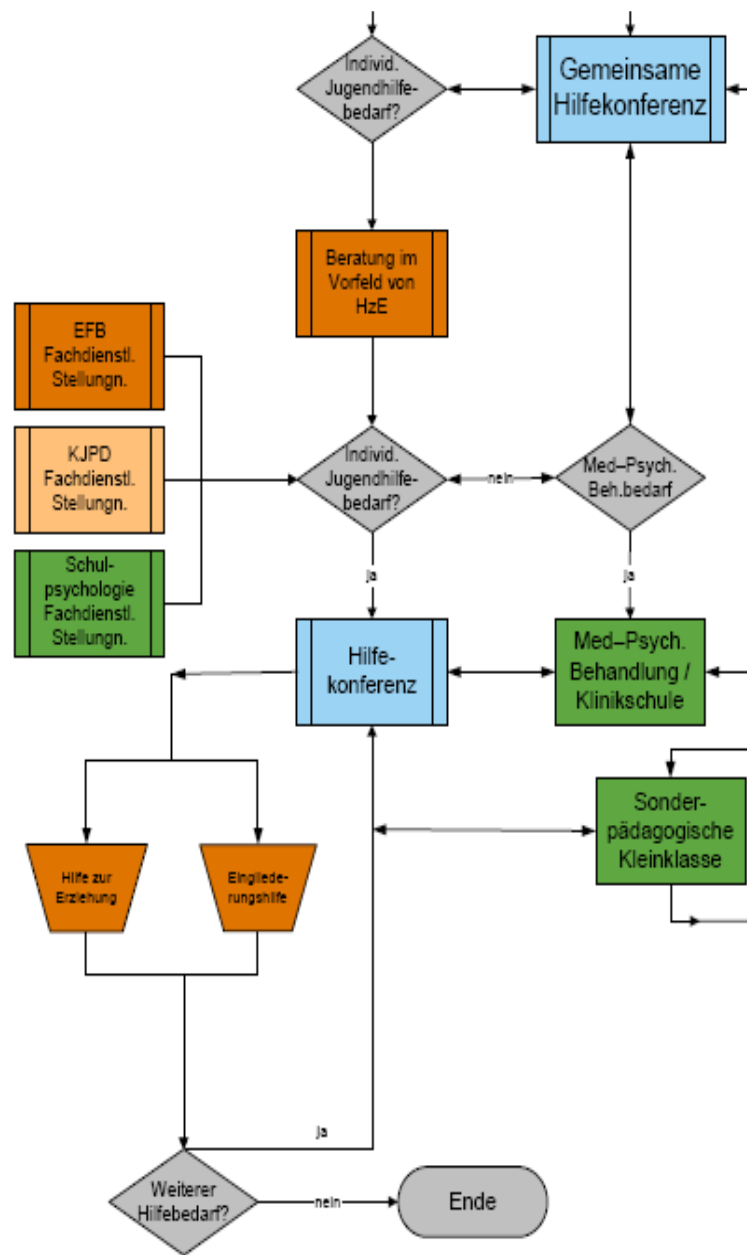 Individ.
Jugendhilfe-
bedarf?
Gemeinsame
Hilfekonferenz
Beratung im
Vorfeld von
HzE
EFB
Fachdienstl.
Stellungn.
KJPD
Fachdienstl.
Stellungn.
Schul-
psychologie
Fachdienstl.
Stellungn.
Individ.
Jugendhilfe-
bedarf?
nein
Med–Psych.
Beh.bedarf
ja
ja
Hilfe-
konferenz
Med–Psych.
Behandlung /
Klinikschule
Sonder-
pädagogische
Kleinklasse
Hilfe zur
Erziehung
Eingliede-
rungshilfe
ja
Weiterer
Hilfebedarf?
nein
Ende